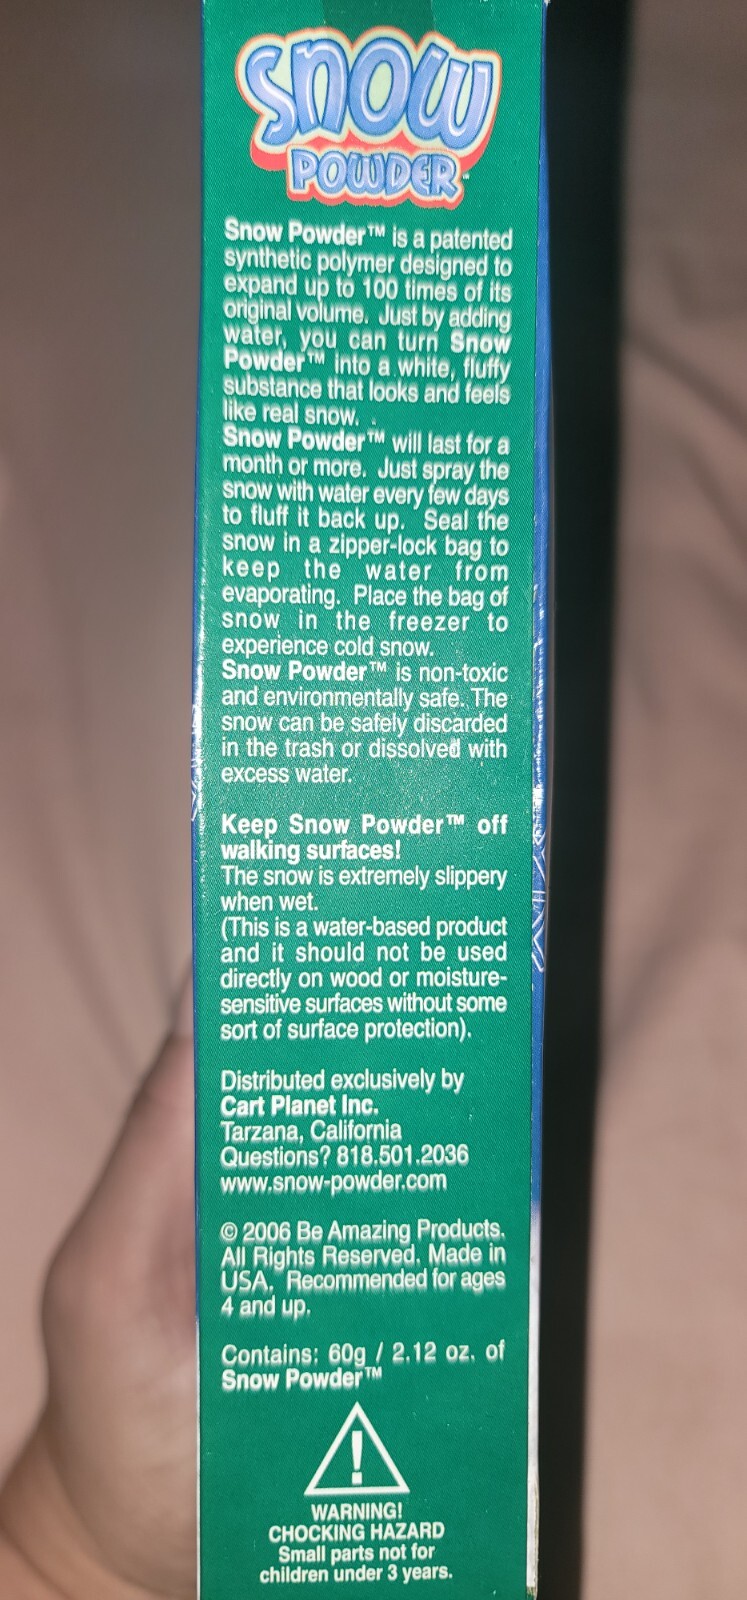 Snow
POWDER™
Snow Powder™ is a patented
synthetic polymer designed to
expand up to 100 times of its
original volume. Just by adding
water, you can turn Snow
Powder™ into a white, fluffy
substance that looks and feels
like real snow.
Snow Powder™ will last for a
month or more. Just spray the
snow with water every few days
to fluff it back up. Seal the
snow in a zipper-lock bag to
keep the water from
evaporating. Place the bag of
snow in the freezer to
experience cold snow.
Snow Powder™ is non-toxic
and environmentally safe. The
snow can be safely discarded
in the trash or dissolved with
excess water.
Keep Snow Powder™ off
walking surfaces!
The snow is extremely slippery
when wet.
(This is a water-based product
and it should not be used
directly on wood or moisture-
sensitive surfaces without some
sort of surface protection).
Distributed exclusively by
Cart Planet Inc.
Tarzana, California
Questions? 818.501.2036
www.snow-powder.com
© 2006 Be Amazing Products.
All Rights Reserved. Made in
USA. Recommended for ages
4 and up.
Contains: 60g / 2.12 oz. of
Snow Powder™
!
WARNING!
CHOCKING HAZARD
Small parts not for
children under 3 years.